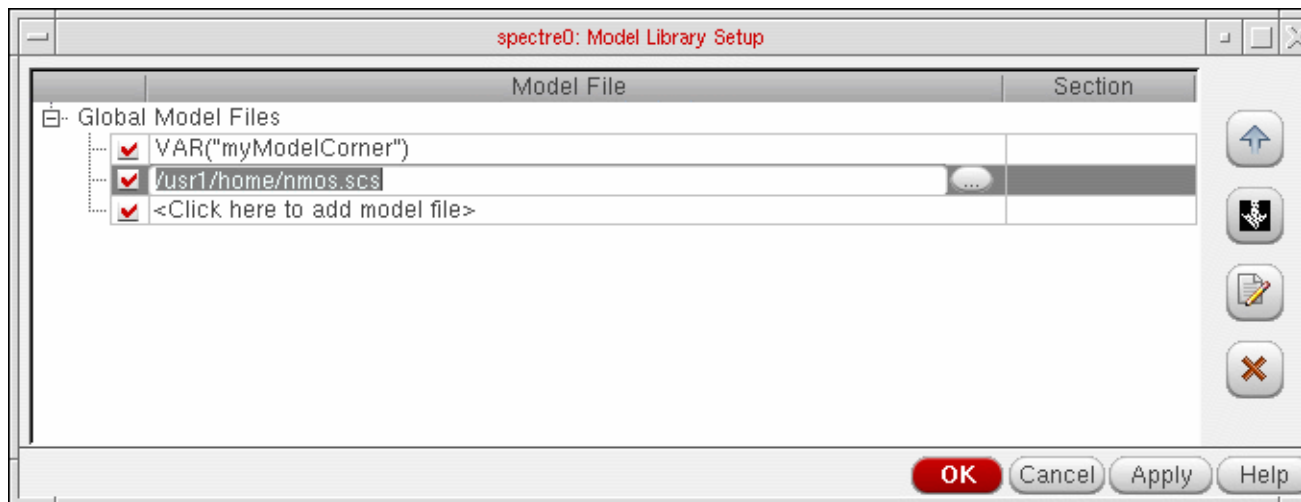 spectre0: Model Library Setup
Model File Section
Global Model Files
VAR("myModelCorner")
/usr1/home/nmos.scs ...
<Click here to add model file>
OK Cancel Apply Help